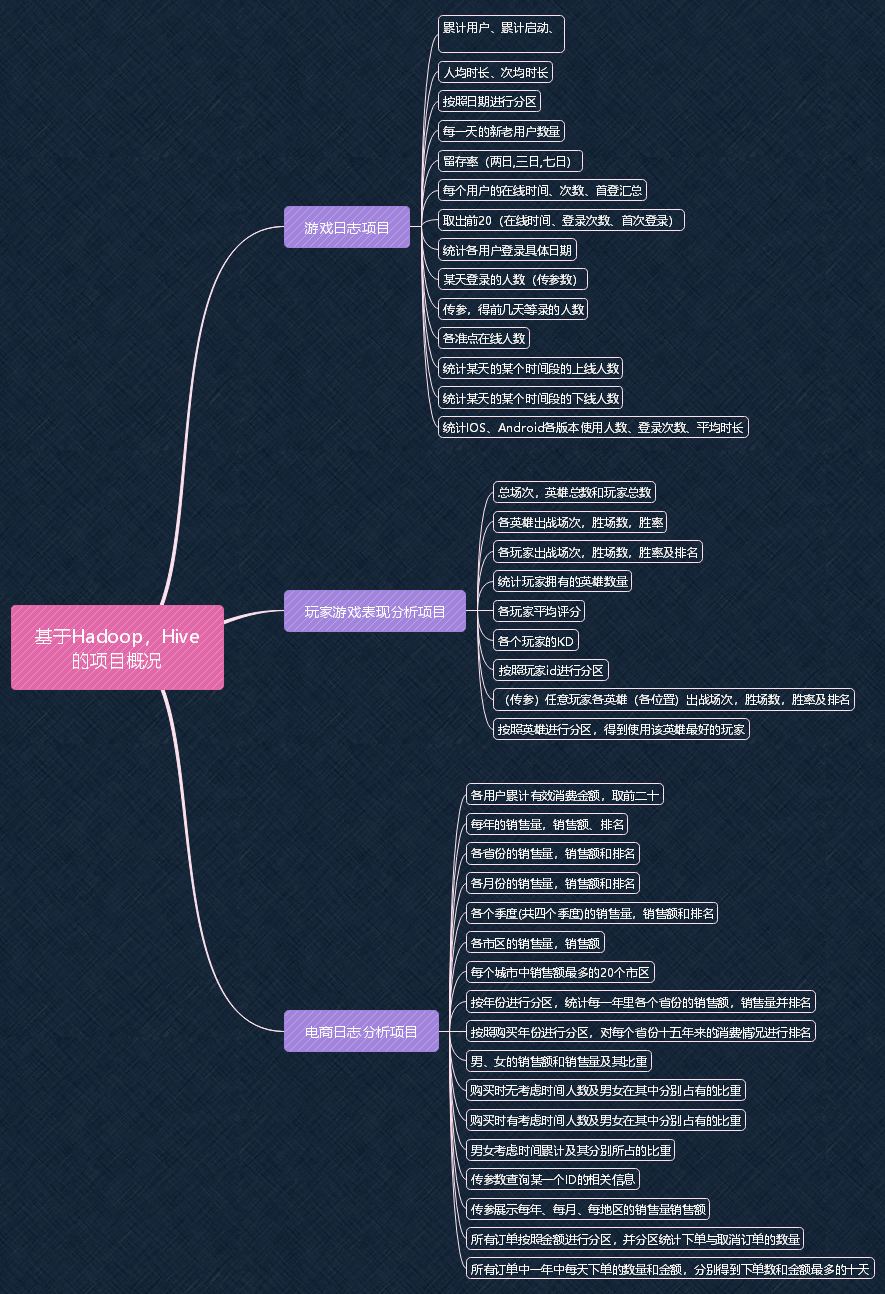 累计用户、累计启动、
人均时长、次均时长
按照日期进行分区
每一天的新老用户数量
留存率（两日,三日,七日）
每个用户的在线时间、次数、首登汇总
取出前20（在线时间、登录次数、首次登录）
统计各用户登录具体日期
某天登录的人数（传参数）
传参，得前几天等录的人数
各准点在线人数
统计某天的某个时间段的上线人数
统计某天的某个时间段的下线人数
统计IOS、Android各版本使用人数、登录次数、平均时长
游戏日志项目
总场次，英雄总数和玩家总数
各英雄出战场次，胜场数，胜率
各玩家出战场次，胜场数，胜率及排名
统计玩家拥有的英雄数量
各玩家平均评分
各个玩家的KD
按照玩家id进行分区
（传参）任意玩家各英雄（各位置）出战场次，胜场数，胜率及排名
按照英雄进行分区，得到使用该英雄最好的玩家
玩家游戏表现分析项目
基于Hadoop，Hive
的项目概况
各用户累计有效消费金额，取前二十
每年的销售量，销售额、排名
各省份的销售量，销售额和排名
各月份的销售量，销售额和排名
各个季度(共四个季度)的销售量，销售额和排名
各市区的销售量，销售额
每个城市中销售额最多的20个市区
按年份进行分区，统计每一年里各个省份的销售额，销售量并排名
按照购买年份进行分区，对每个省份十五年来的消费情况进行排名
男、女的销售额和销售量及其比重
购买时无考虑时间人数及男女在其中分别占有的比重
购买时有考虑时间人数及男女在其中分别占有的比重
男女考虑时间累计及其分别所占的比重
传参数查询某一个ID的相关信息
传参展示每年、每月、每地区的销售量销售额
所有订单按照金额进行分区，并分区统计下单与取消订单的数量
所有订单中一年中每天下单的数量和金额，分别得到下单数和金额最多的十天
电商日志分析项目